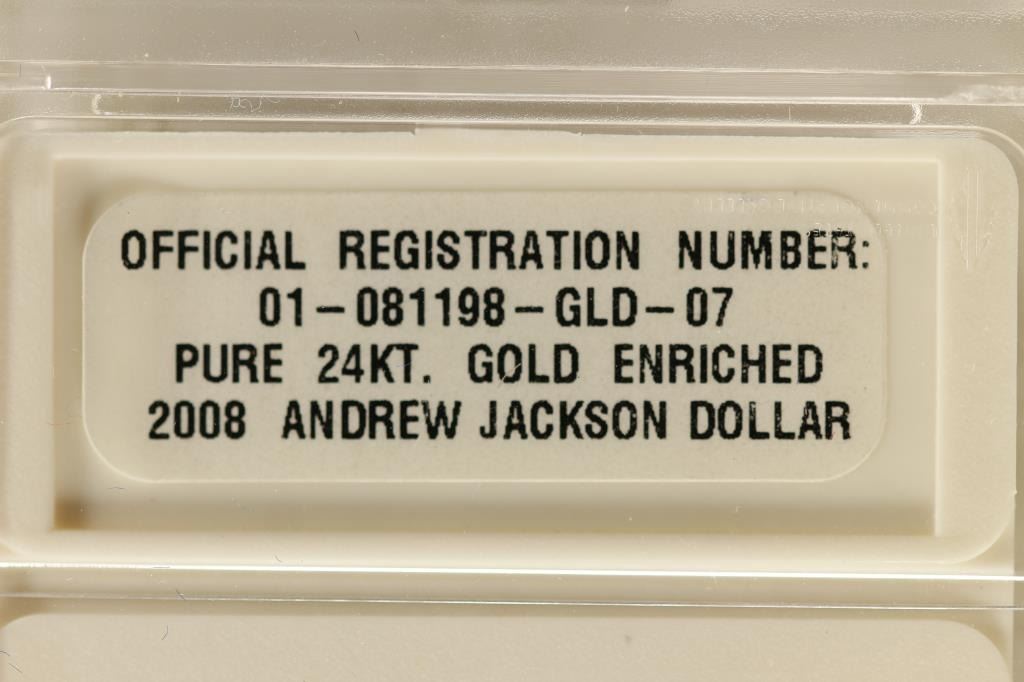 OFFICIAL REGISTRATION NUMBER:
01-081198-GLD-07
PURE 24KT. GOLD ENRICHED
2008 ANDREW JACKSON DOLLAR